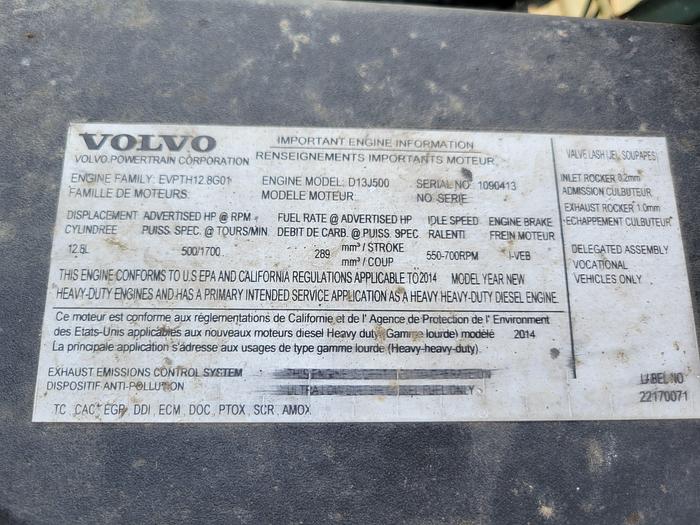 VOLVO
VOLVO POWERTRAIN CORPORATION
IMPORTANT ENGINE INFORMATION
RENSEIGNEMENTS IMPORTANTS MOTEUR
ENGINE FAMILY: EVPTH12.8G01
FAMILLE DE MOTEURS:
ENGINE MODEL: D13J500
MODELE MOTEUR:
SERIAL NO: 1090413
NO. SERIE:
DISPLACEMENT
CYLINDREE
12.8L
ADVERTISED HP @ RPM
PUISS. SPEC. @ TOURS/MIN.
500/1700
FUEL RATE @ ADVERTISED HP
DEBIT DE CARB. @ PUISS. SPEC.
289 mm³ / STROKE
mm³ / COUP
IDLE SPEED
RALENTI
550-700RPM
ENGINE BRAKE
FREIN MOTEUR
I-VEB
THIS ENGINE CONFORMS TO U.S EPA AND CALIFORNIA REGULATIONS APPLICABLE TO 2014 MODEL YEAR NEW
HEAVY-DUTY ENGINES AND HAS A PRIMARY INTENDED SERVICE APPLICATION AS A HEAVY HEAVY-DUTY DIESEL ENGINE.
Ce moteur est conforme aux réglementations de Californie et de l' Agence de Protection de l' Environment
des Etats-Unis applicables aux nouveaux moteurs diesel Heavy duty (Gamme lourde) modèle 2014
La principale application s'adresse aux usages de type gamme lourde (Heavy-heavy-duty).
EXHAUST EMISSIONS CONTROL SYSTEM
DISPOSITIF ANTI-POLLUTION
TC, CAC, EGR, DDI, ECM, DOC, PTOX, SCR, AMOX
FUEL ONLY
VALVE LASH (JEU SOUPAPES)
INLET ROCKER 0.2mm
ADMISSION CULBUTEUR
EXHAUST ROCKER 1.0mm
ECHAPPEMENT CULBUTEUR
DELEGATED ASSEMBLY
VOCATIONAL
VEHICLES ONLY
LABEL NO
22170071